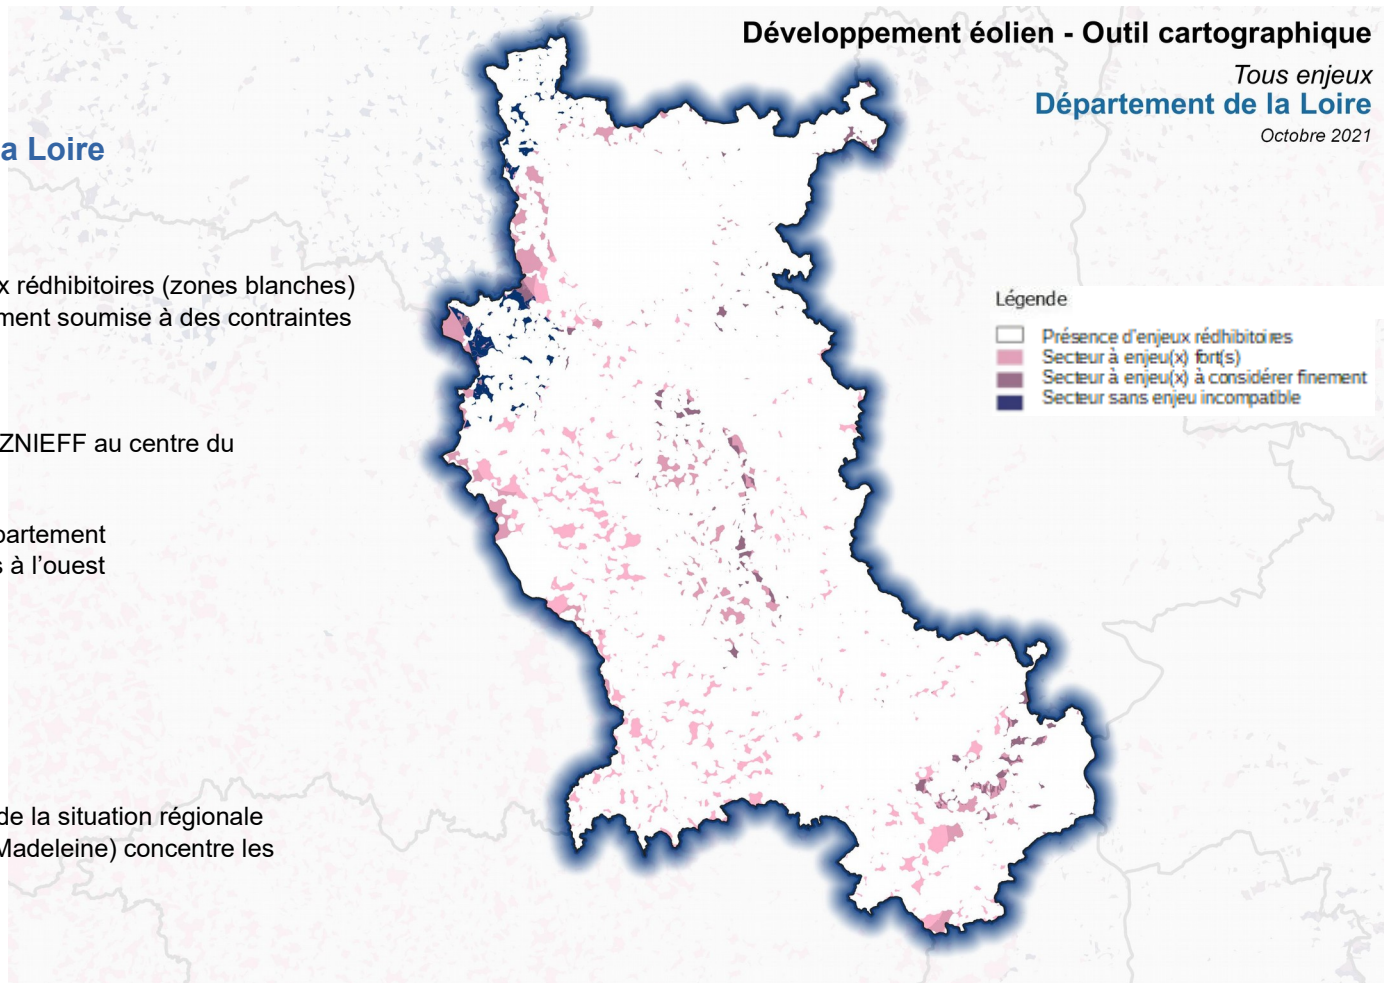 Développement éolien - Outil cartographique
Tous enjeux
Département de la Loire
Octobre 2021
a Loire
x rédhibitoires (zones blanches)
ment soumise à des contraintes
ZNIEFF au centre du
partement
s à l'ouest
de la situation régionale
Madeleine) concentre les
Légende
Présence d'enjeux rédhibitoires
Secteur à enjeu(x) fort(s)
Secteur à enjeu(x) à considérer finement
Secteur sans enjeu incompatible